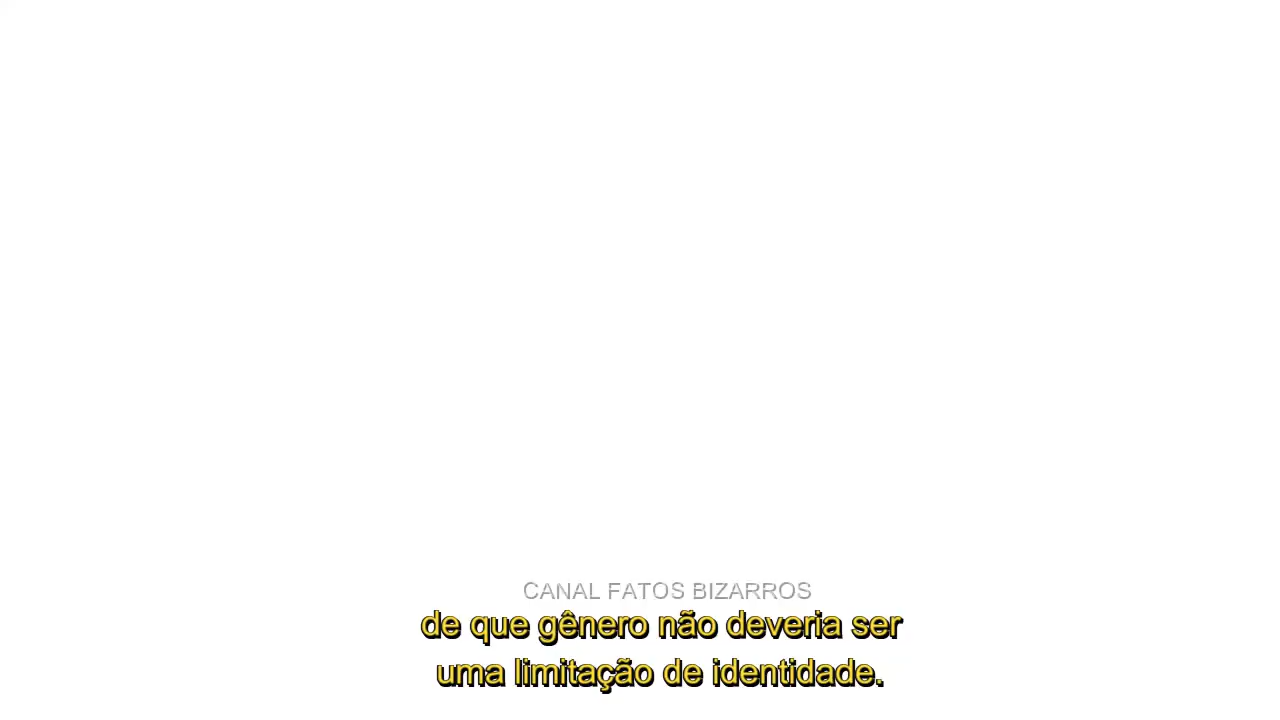 CANAL FATOS BIZARROS
de que gênero não deveria ser
uma limitação de identidade.